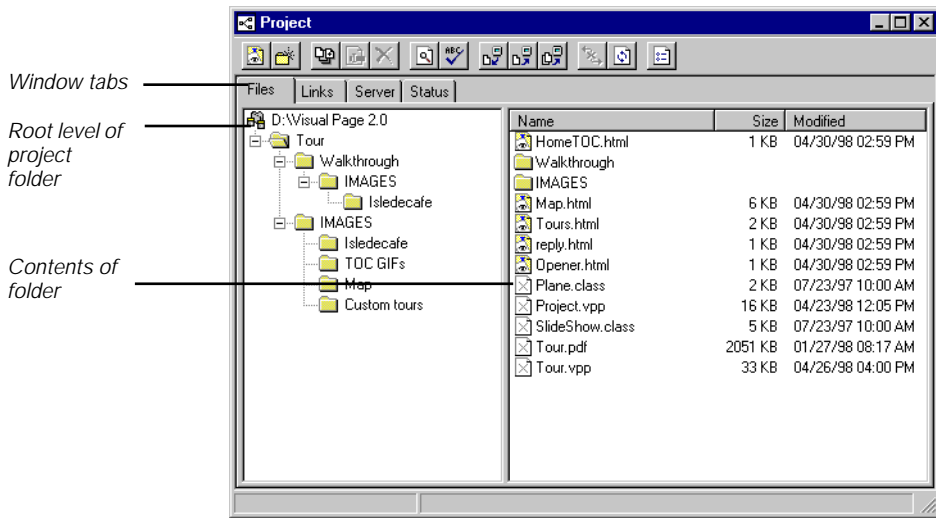 Project
ABC
Window tabs
Files Links Server Status
Root level of
project
folder
D:\Visual Page 2.0
Tour
Walkthrough
IMAGES
Isledecafe
IMAGES
Isledecafe
TOC GIFs
Map
Custom tours
Contents of
folder
Name Size Modified
HomeTOC.html 1 KB 04/30/98 02:59 PM
Walkthrough
IMAGES
Map.html 6 KB 04/30/98 02:59 PM
Tours.html 2 KB 04/30/98 02:59 PM
reply.html 1 KB 04/30/98 02:59 PM
Opener.html 1 KB 04/30/98 02:59 PM
Plane.class 2 KB 07/23/97 10:00 AM
Project.vpp 16 KB 04/23/98 12:05 PM
SlideShow.class 5 KB 07/23/97 10:00 AM
Tour.pdf 2051 KB 01/27/98 08:17 AM
Tour.vpp 33 KB 04/26/98 04:00 PM